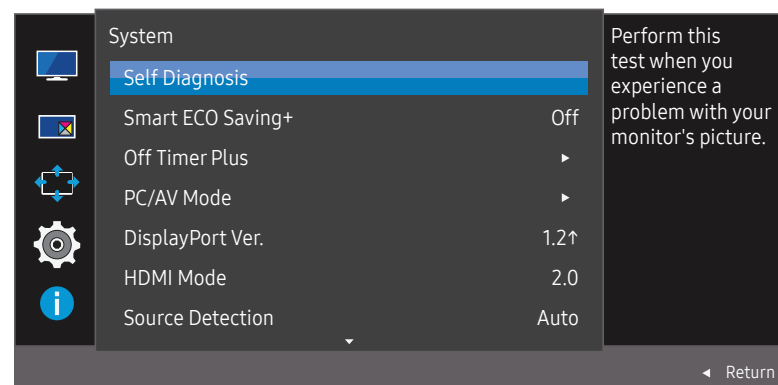 System
Self Diagnosis
Smart ECO Saving+ Off
Off Timer Plus ▸
PC/AV Mode ▸
DisplayPort Ver. 1.2↑
HDMI Mode 2.0
Source Detection Auto
Perform this
test when you
experience a
problem with your
monitor's picture.
◂ Return